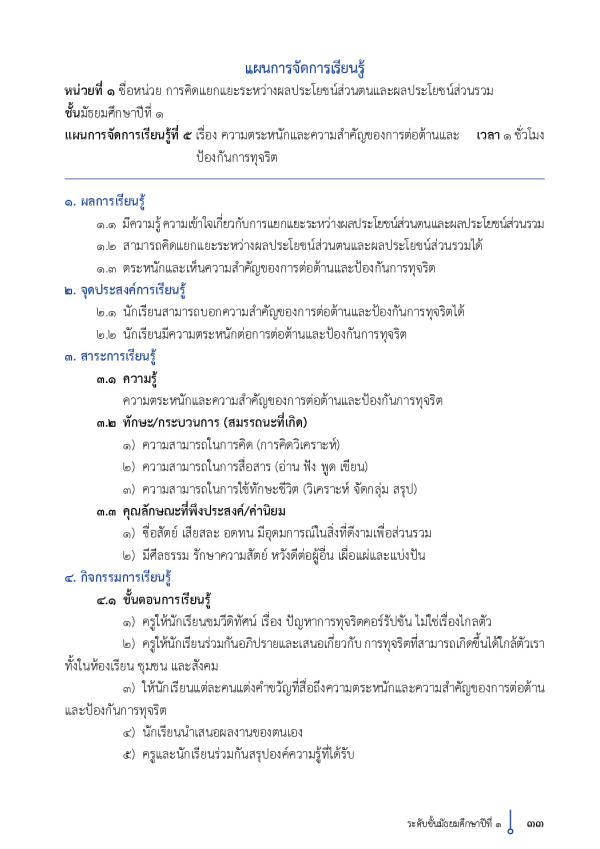 แผนการจัดการเรียนรู้
หน่วยที่ ๑ ชื่อหน่วย การคิดแยกแยะระหว่างผลประโยชน์ส่วนตนและผลประโยชน์ส่วนรวม
ชั้นมัธยมศึกษาปีที่ ๑
แผนการจัดการเรียนรู้ที่ ๕ เรื่อง ความตระหนักและความสำคัญของการต่อต้านและ เวลา ๑ ชั่วโมง
ป้องกันการทุจริต
๑. ผลการเรียนรู้
๑.๑ มีความรู้ ความเข้าใจเกี่ยวกับการแยกแยะระหว่างผลประโยชน์ส่วนตนและผลประโยชน์ส่วนรวม
๑.๒ สามารถคิดแยกแยะระหว่างผลประโยชน์ส่วนตนและผลประโยชน์ส่วนรวมได้
๑.๓ ตระหนักและเห็นความสำคัญของการต่อต้านและป้องกันการทุจริต
๒. จุดประสงค์การเรียนรู้
๒.๑ นักเรียนสามารถบอกความสำคัญของการต่อต้านและป้องกันการทุจริตได้
๒.๒ นักเรียนมีความตระหนักต่อการต่อต้านและป้องกันการทุจริต
๓. สาระการเรียนรู้
๓.๑ ความรู้
ความตระหนักและความสำคัญของการต่อต้านและป้องกันการทุจริต
๓.๒ ทักษะ/กระบวนการ (สมรรถนะที่เกิด)
๑) ความสามารถในการคิด (การคิดวิเคราะห์)
๒) ความสามารถในการสื่อสาร (อ่าน ฟัง พูด เขียน)
๓) ความสามารถในการใช้ทักษะชีวิต (วิเคราะห์ จัดกลุ่ม สรุป)
๓.๓ คุณลักษณะที่พึงประสงค์/ค่านิยม
๑) ซื่อสัตย์ เสียสละ อดทน มีอุดมการณ์ในสิ่งที่ดีงามเพื่อส่วนรวม
๒) มีศีลธรรม รักษาความสัตย์ หวังดีต่อผู้อื่น เผื่อแผ่และแบ่งปัน
๔. กิจกรรมการเรียนรู้
๔.๑ ขั้นตอนการเรียนรู้
๑) ครูให้นักเรียนชมวีดิทัศน์ เรื่อง ปัญหาการทุจริตคอร์รัปชัน ไม่ใช่เรื่องไกลตัว
๒) ครูให้นักเรียนร่วมกันอภิปรายและเสนอเกี่ยวกับ การทุจริตที่สามารถเกิดขึ้นได้ใกล้ตัวเรา
ทั้งในห้องเรียน ชุมชน และสังคม
๓) ให้นักเรียนแต่ละคนแต่งคำขวัญที่สื่อถึงความตระหนักและความสำคัญของการต่อต้าน
และป้องกันการทุจริต
๔) นักเรียนนำเสนอผลงานของตนเอง
๕) ครูและนักเรียนร่วมกันสรุปองค์ความรู้ที่ได้รับ
ระดับชั้นมัธยมศึกษาปีที่ ๑ ๓๓